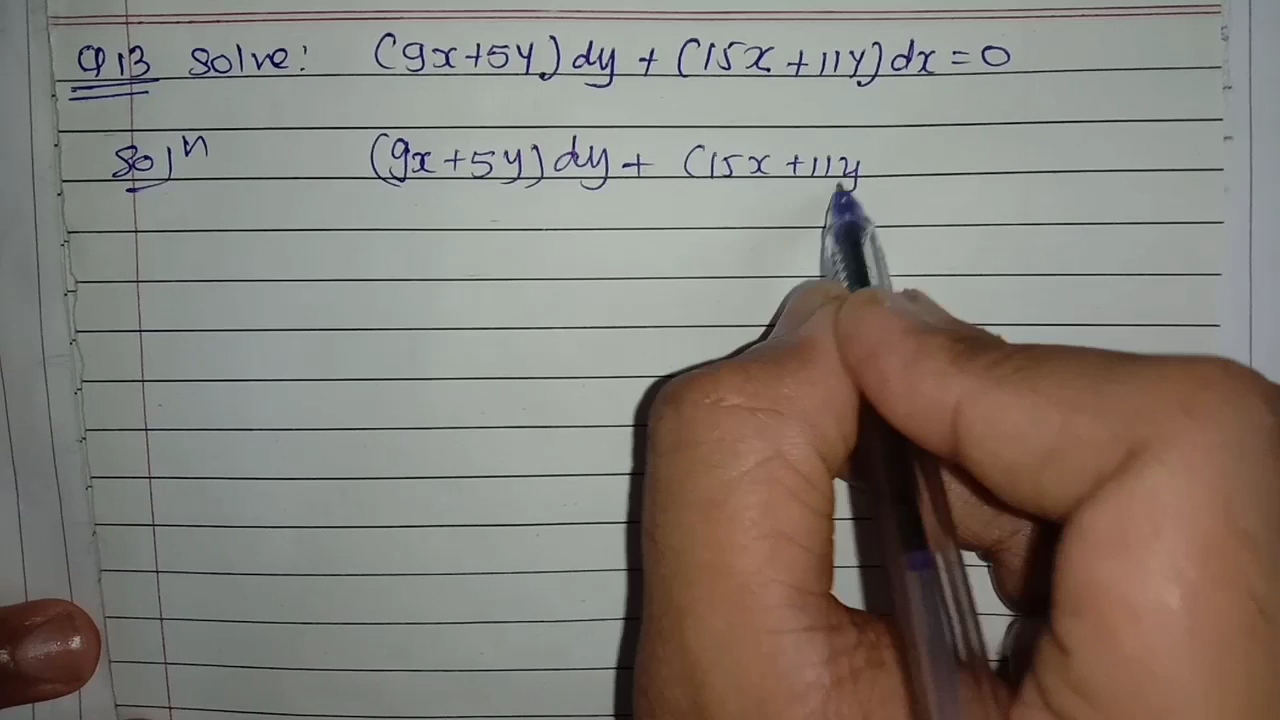 Q13 Solve: (9x+5y)dy + (15x+11y)dx = 0
Solⁿ (9x+5y)dy + (15x+11y